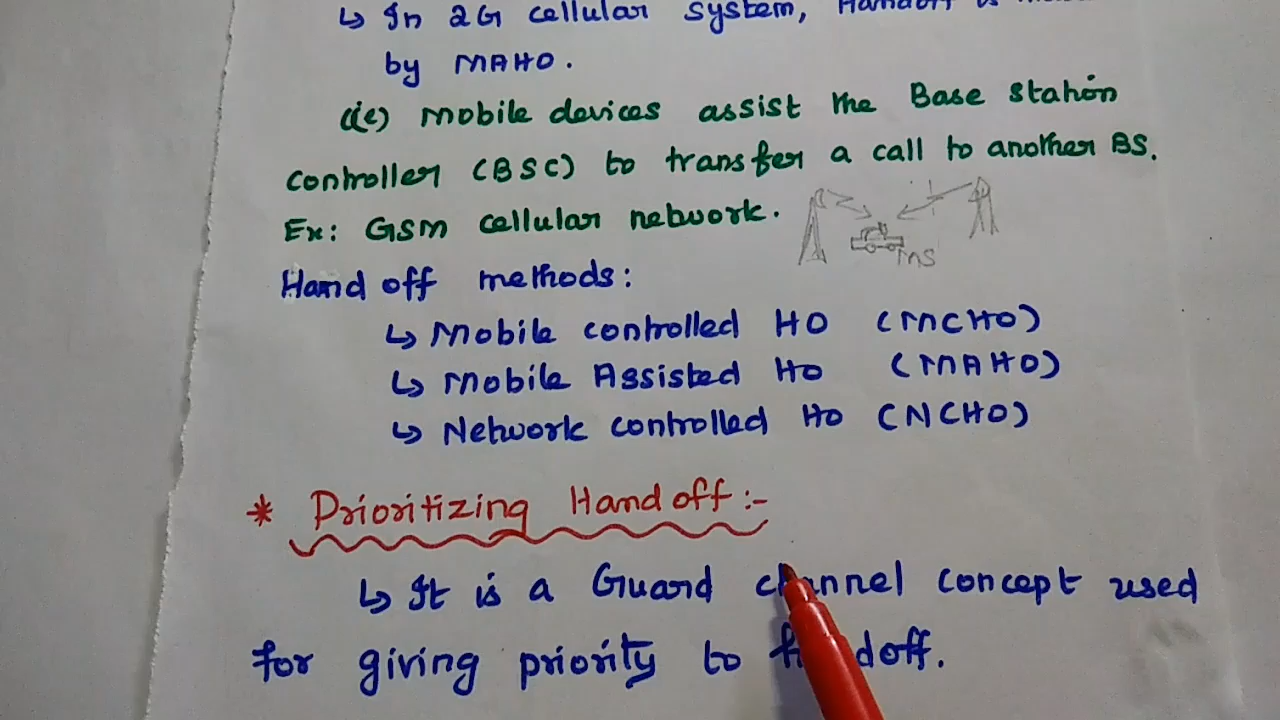 ↳ In 2G cellular system, Handoff is
by MAHO.
(ie) Mobile devices assist the Base station
controller (BSC) to transfer a call to another BS.
Ex: GSM cellular network.
MS
Hand off methods:
↳ Mobile controlled HO (MCHO)
↳ Mobile Assisted HO (MAHO)
↳ Network controlled HO (NCHO)
* Prioritizing Handoff:-
↳ It is a Guard channel concept used
for giving priority to handoff.